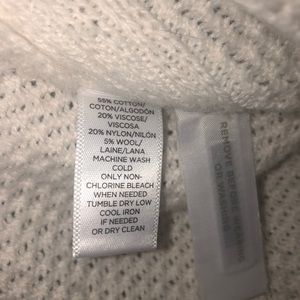 55% COTTON/
COTON/ALGODÓN
20% VISCOSE/
VISCOSA
20% NYLON/NILÓN
5% WOOL/
LAINE/LANA
MACHINE WASH
COLD
ONLY NON-
CHLORINE BLEACH
WHEN NEEDED
TUMBLE DRY LOW
COOL IRON
IF NEEDED
OR DRY CLEAN